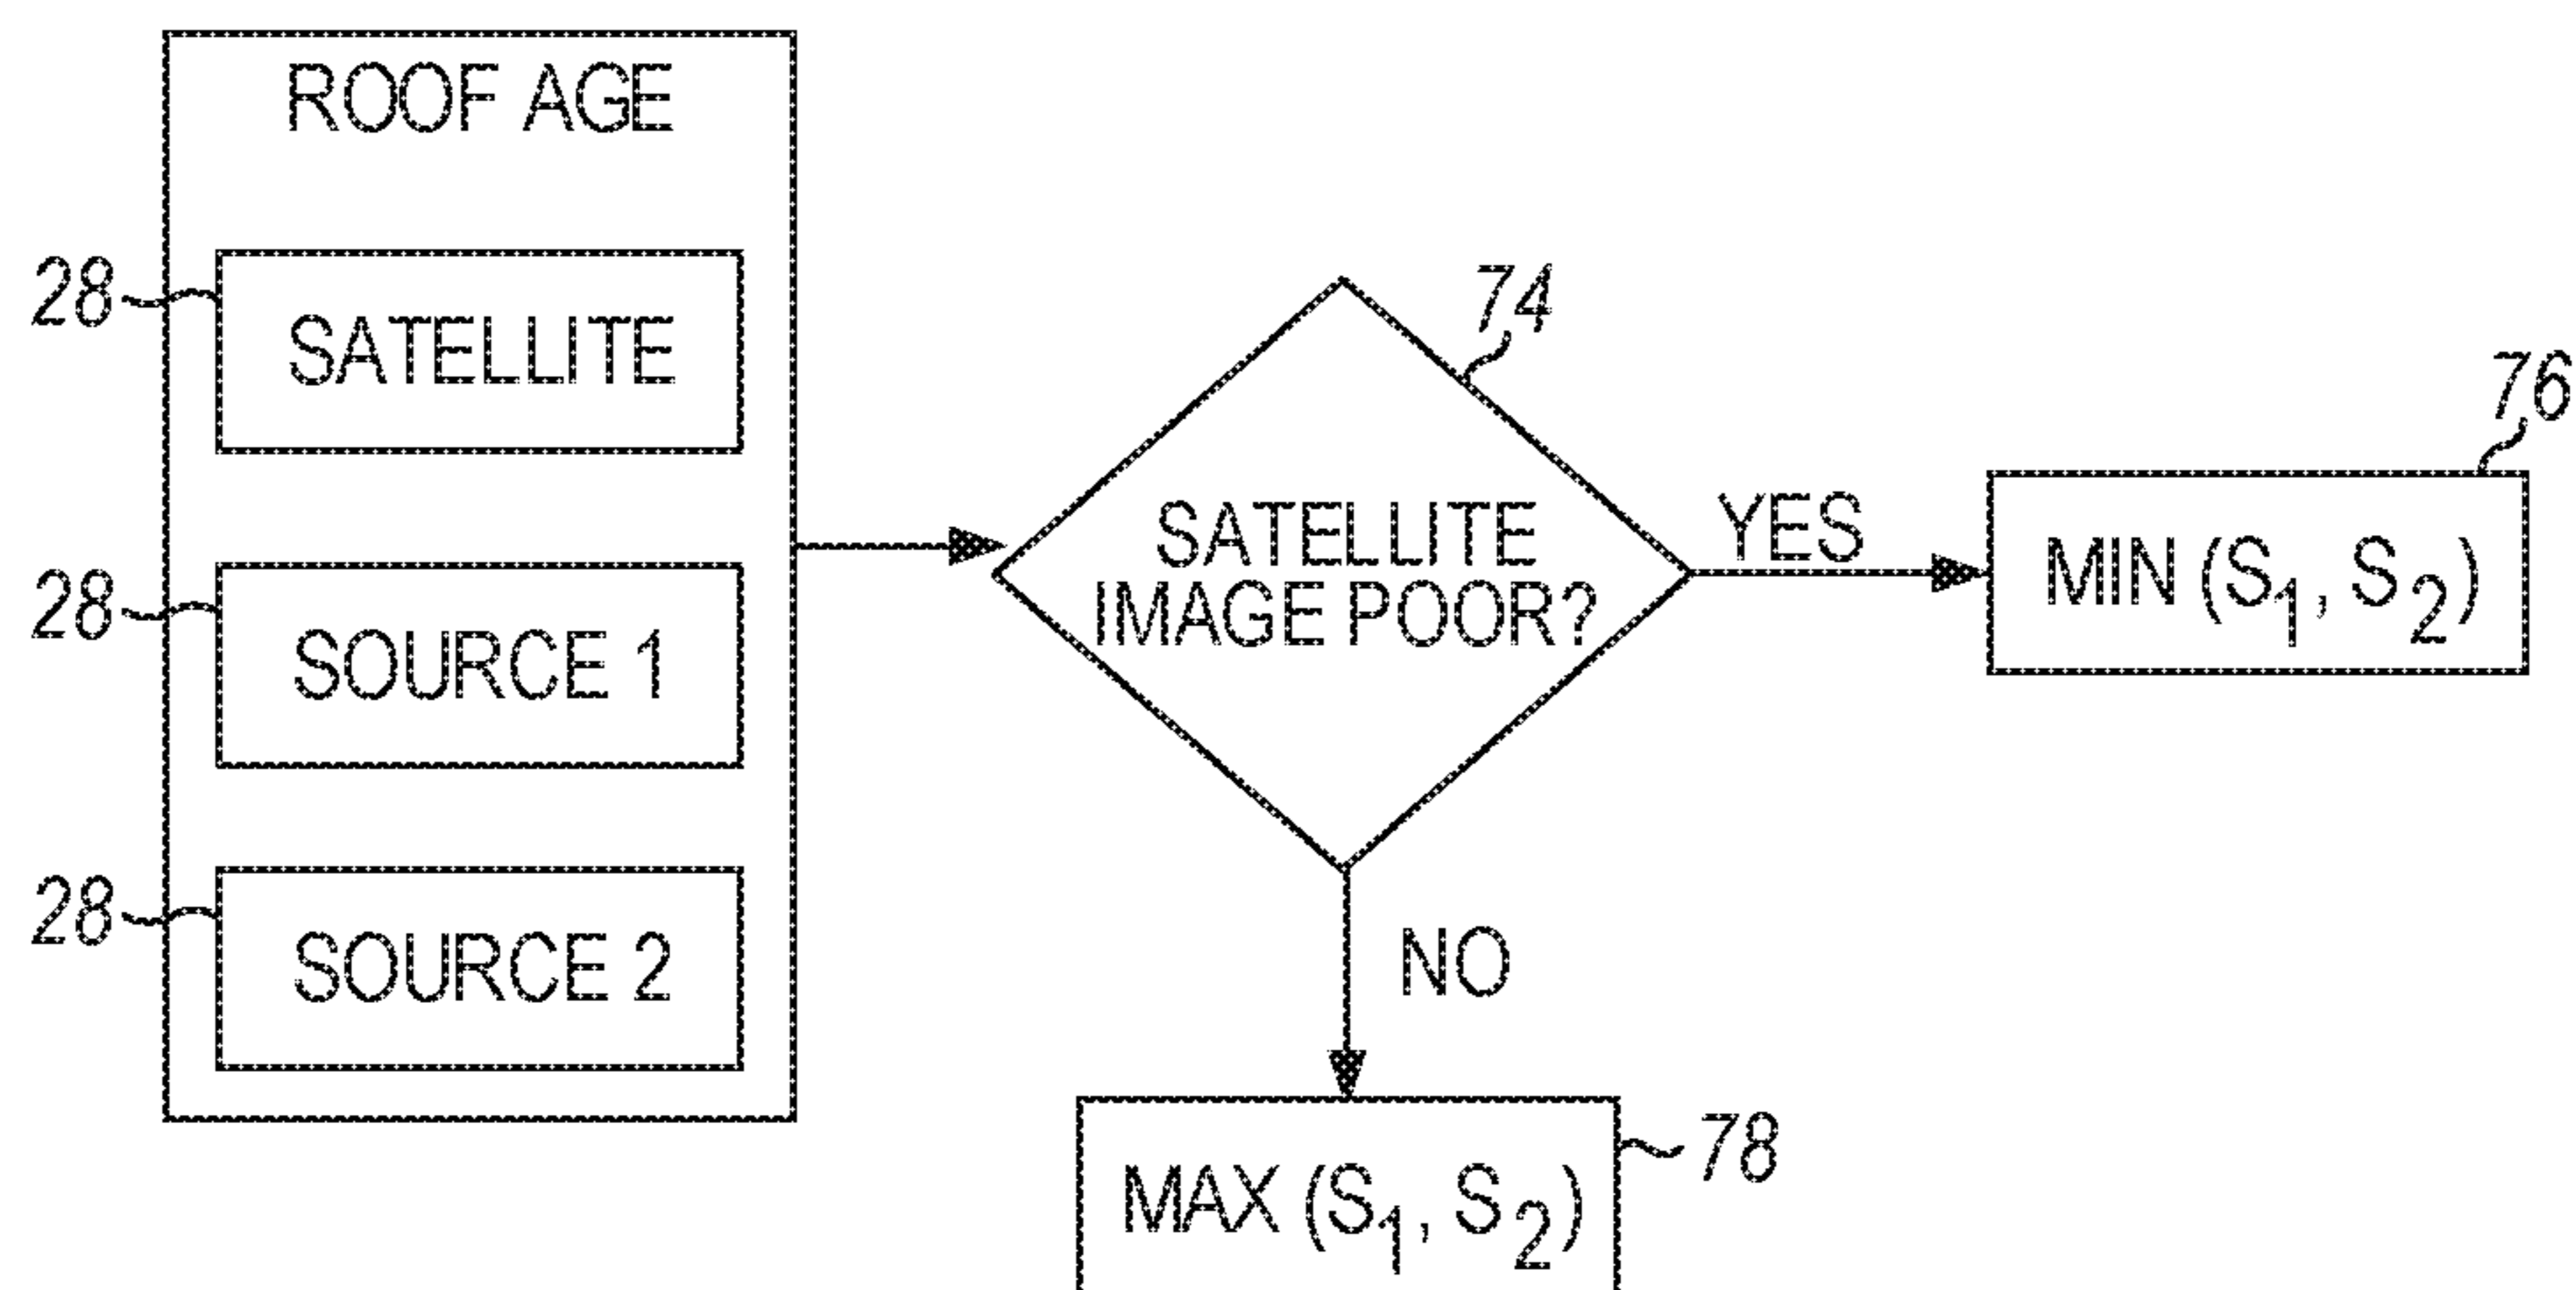 ROOF AGE
28
SATELLITE
28
SOURCE 1
28
SOURCE 2
74
SATELLITE
IMAGE POOR?
YES
76
MIN (S1, S2)
NO
78
MAX (S1, S2)